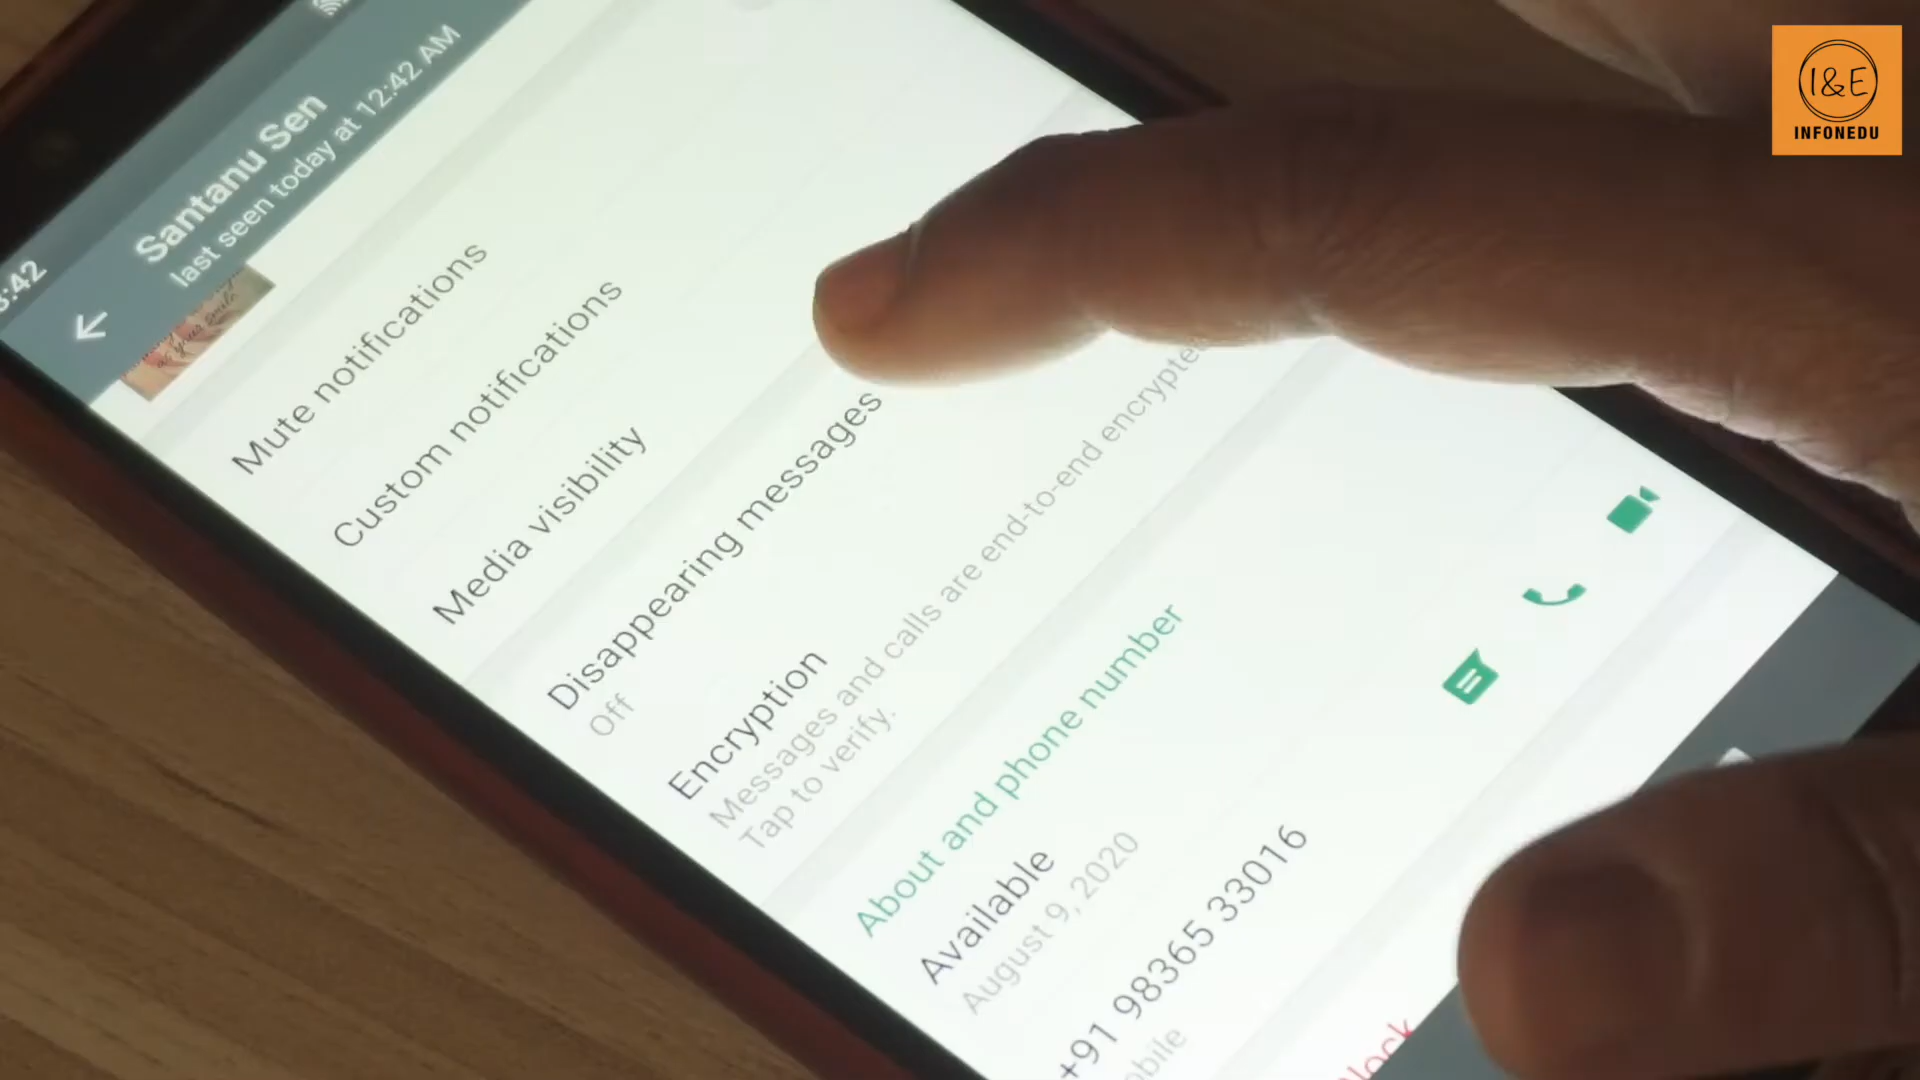 I&E
INFONEDU
:42
Santanu Sen
last seen today at 12:42 AM
Mute notifications
Custom notifications
Media visibility
Disappearing messages
Off
Encryption
Messages and calls are end-to-end encrypted
Tap to verify.
About and phone number
Available
August 9, 2020
+91 98365 33016